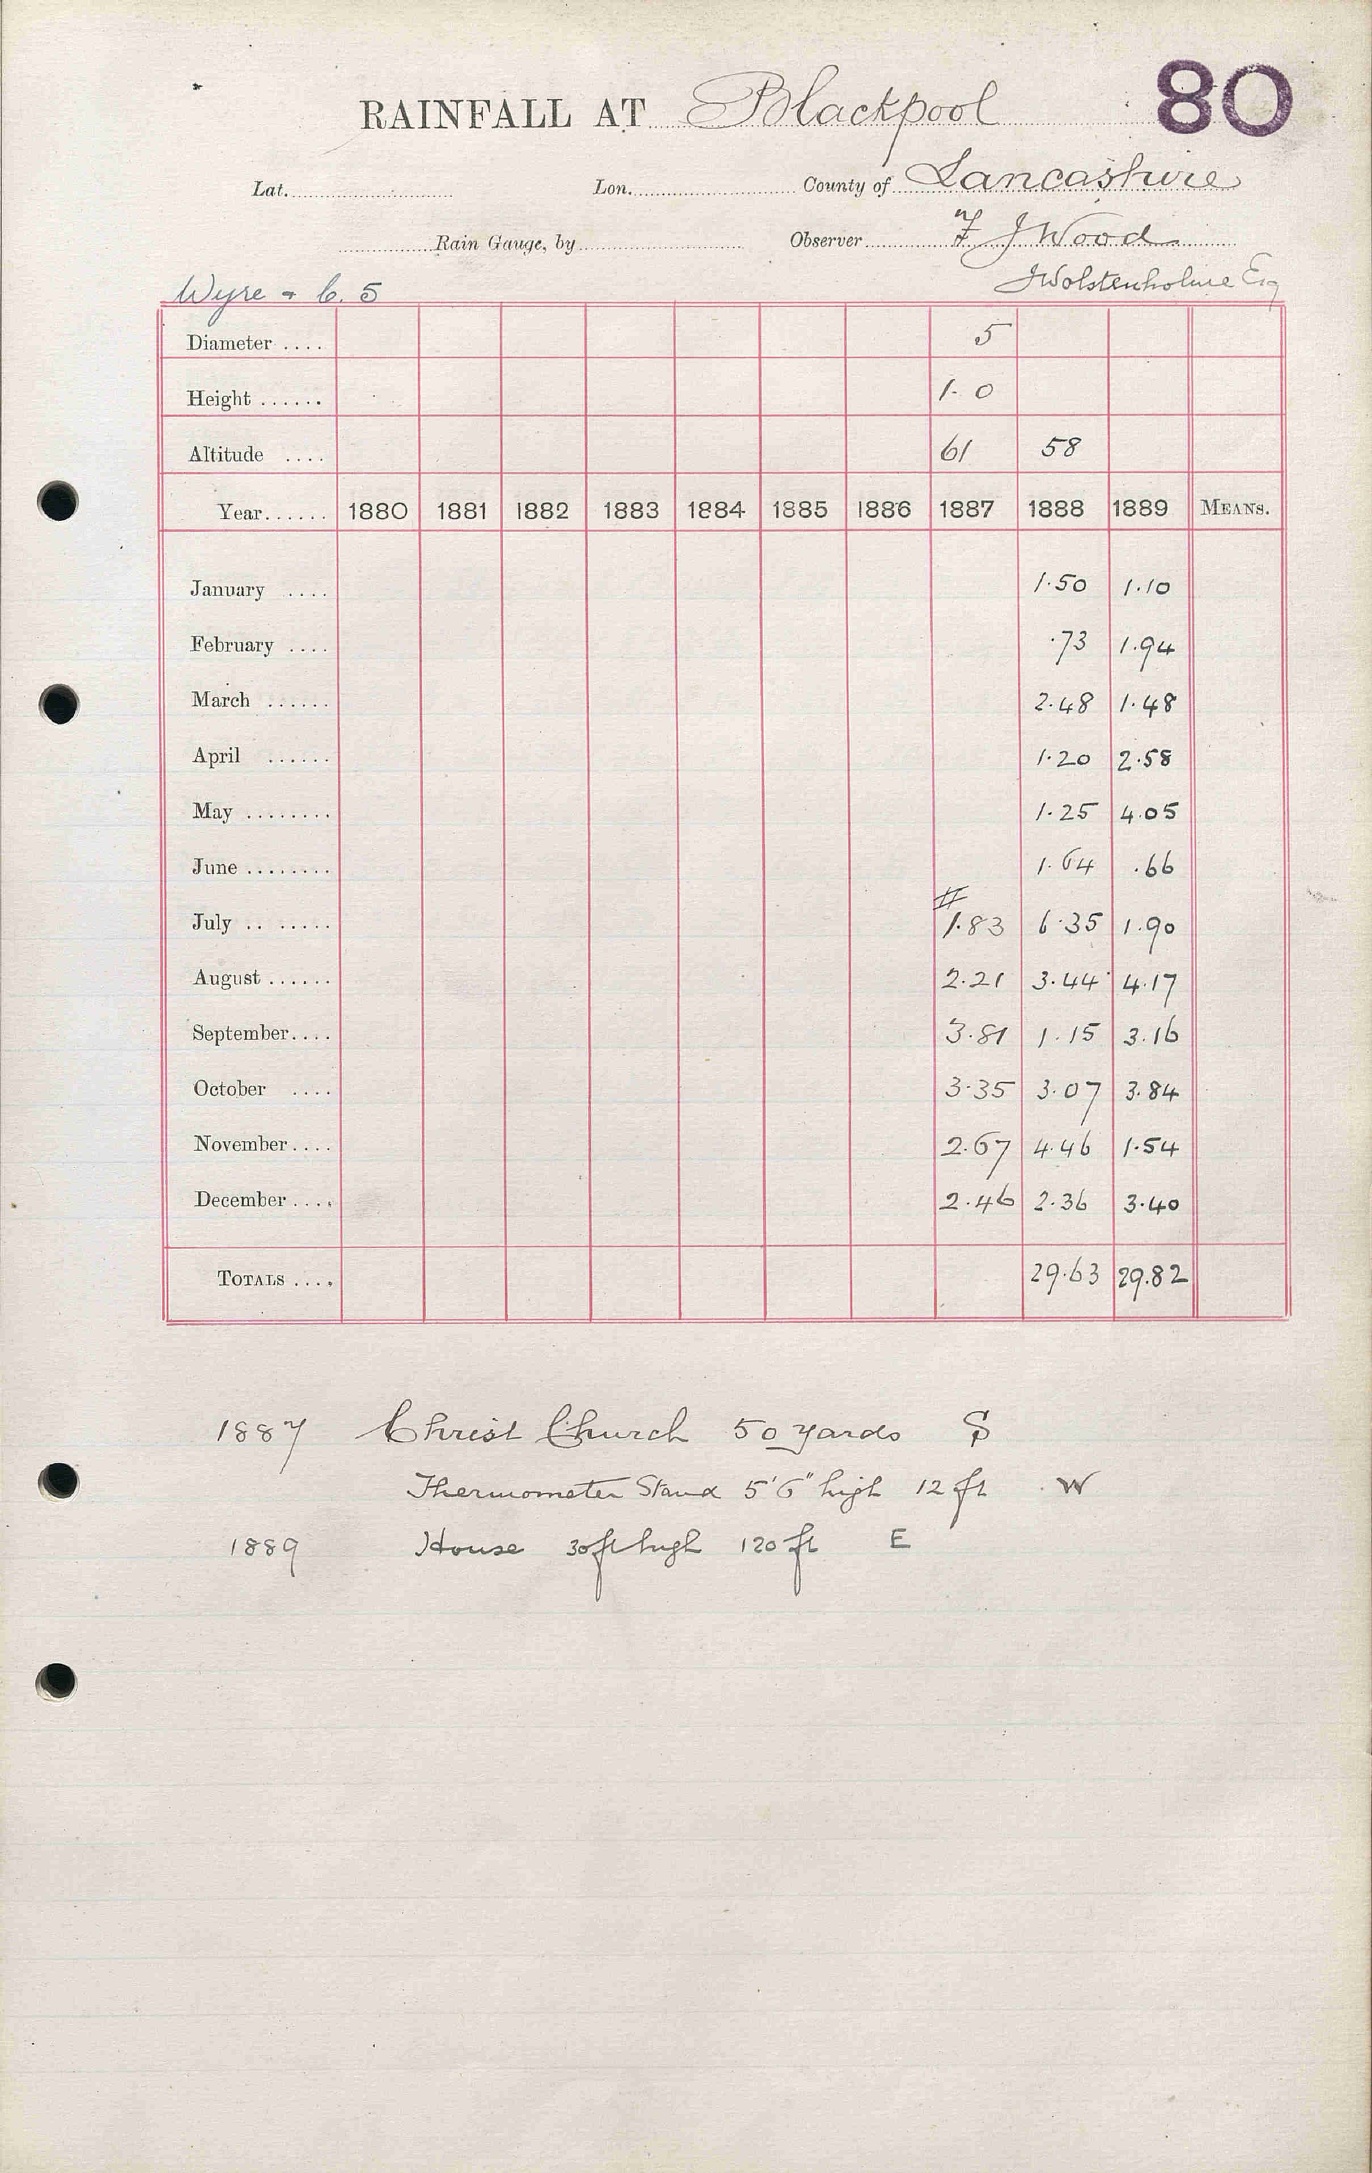 80
RAINFALL AT Blackpool
Lat. Lon. County of Lancashire
Rain Gauge, by Observer F J Wood
J Wolstenholme Esq
Wyre & C. 5
Diameter .... 5
Height ...... 1. 0
Altitude .... 61 58
Year...... 1880 1881 1882 1883 1884 1885 1886 1887 1888 1889 MEANS.
January .... 1.50 1.10
February .... .73 1.94
March ...... 2.48 1.48
April ...... 1.20 2.58
May ........ 1.25 4.05
June ........ 1.64 .66
#
July .. ..... 1.83 6.35 1.90
August ...... 2.21 3.44 4.17
September.... 3.81 1.15 3.16
October .... 3.35 3.07 3.84
November.... 2.67 4.46 1.54
December .... 2.46 2.36 3.40
TOTALS .... 29.63 29.82
1887 Christ Church 50 yards S
Thermometer Stand 5'6" high 12 ft W
1889 House 30ft high 120 ft E